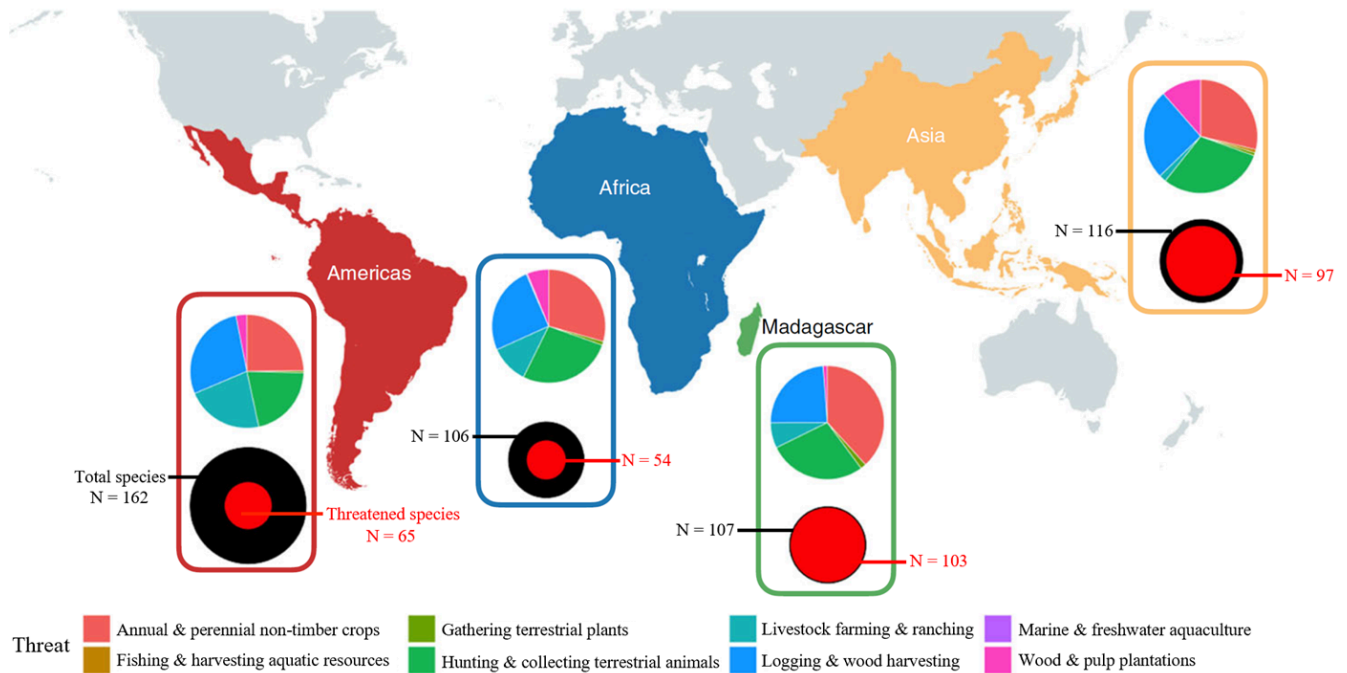 Asia
Africa
N = 116
Americas
N = 97
Madagascar
N = 106
N = 54
Total species
N = 162
Threatened species
N = 65
N = 107
N = 103
Threat
Annual & perennial non-timber crops
Gathering terrestrial plants
Livestock farming & ranching
Marine & freshwater aquaculture
Fishing & harvesting aquatic resources
Hunting & collecting terrestrial animals
Logging & wood harvesting
Wood & pulp plantations